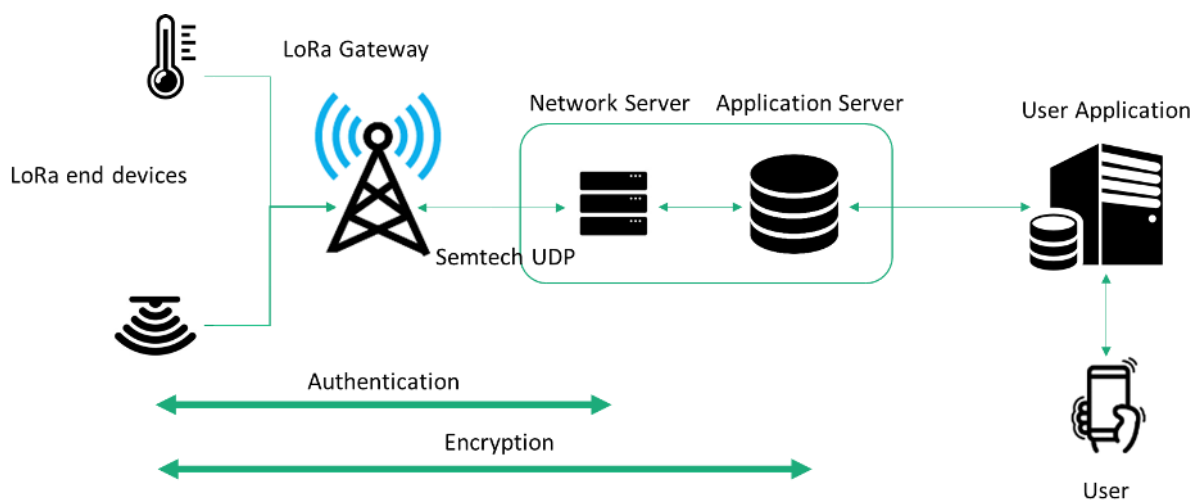 LoRa Gateway
Network Server
Application Server
User Application
LoRa end devices
Semtech UDP
Authentication
Encryption
User